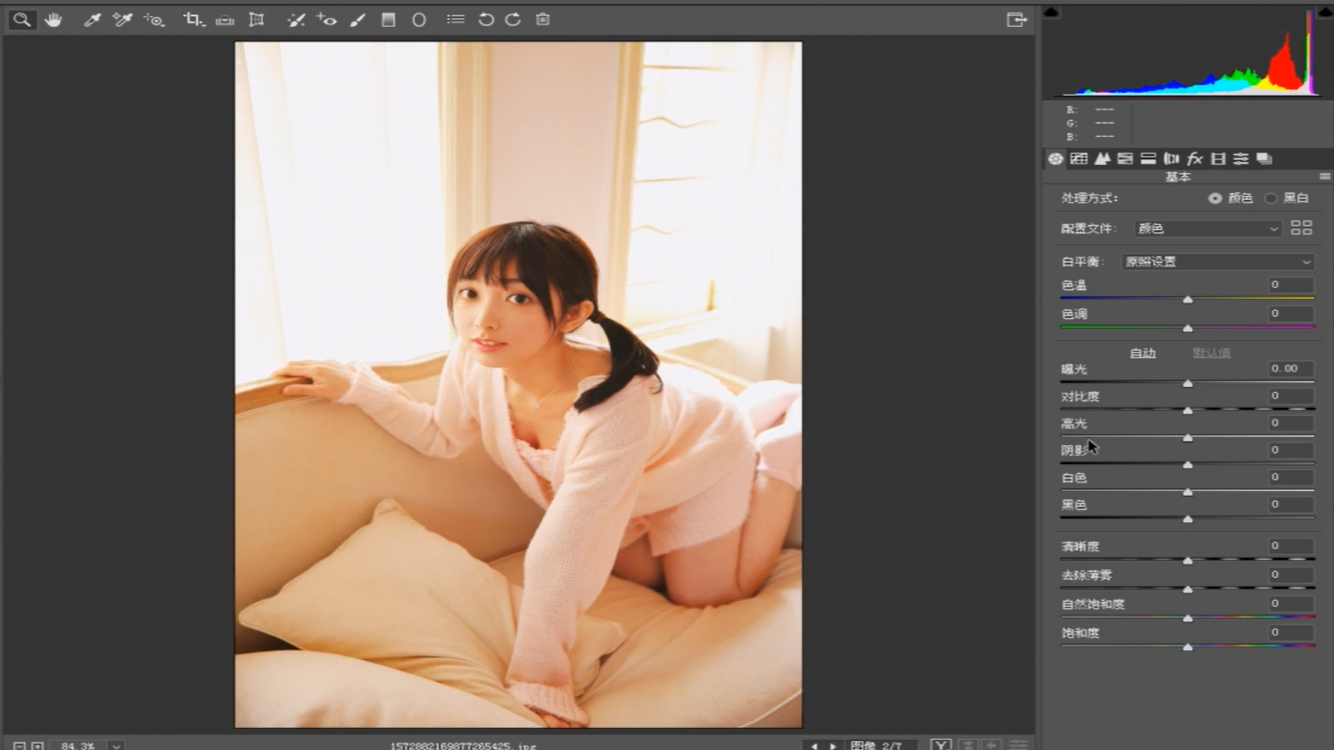 R: ---
G: ---
B: ---
基本
处理方式: 颜色 黑白
配置文件: 颜色
白平衡: 原照设置
色温 0
色调 0
自动 默认值
曝光 0.00
对比度 0
高光 0
阴影 0
白色 0
黑色 0
清晰度 0
去除薄雾 0
自然饱和度 0
饱和度 0
84.3% 1572882169877265425.jpg 图像 2/7 Y